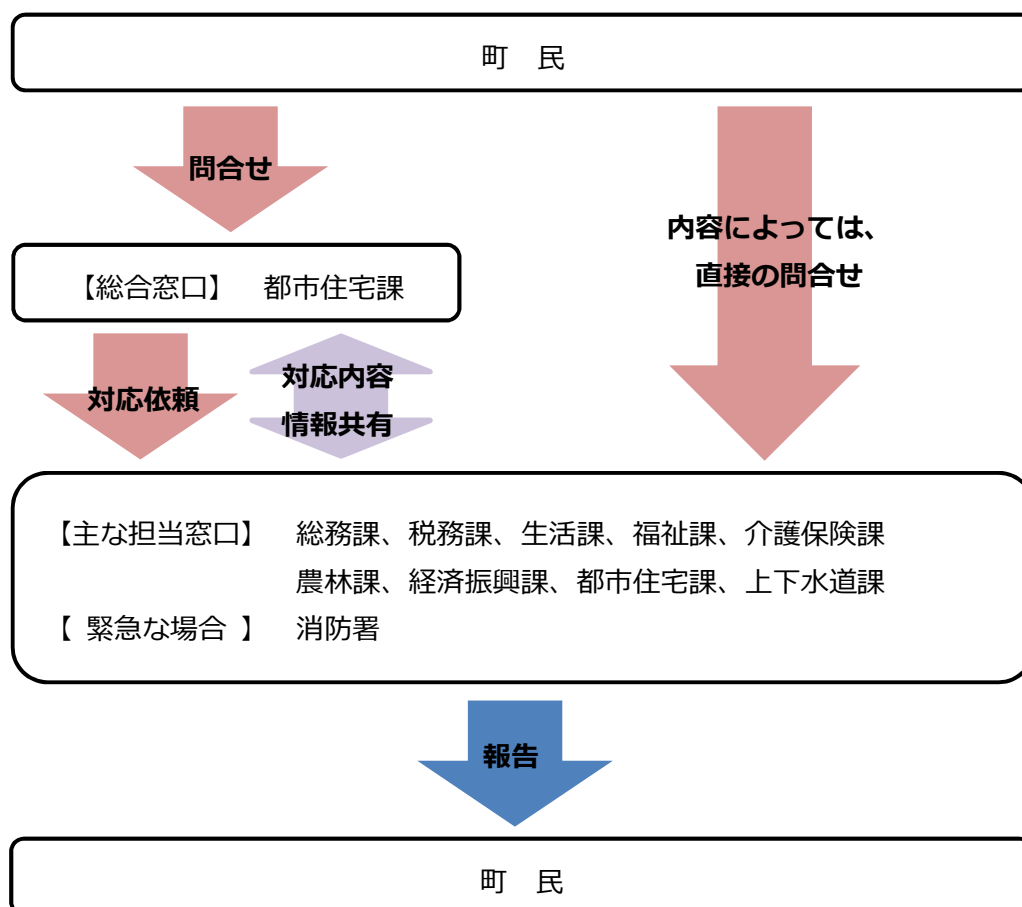 町　民
問合せ
内容によっては、
直接の問合せ
【総合窓口】　都市住宅課
対応依頼
対応内容
情報共有
【主な担当窓口】　総務課、税務課、生活課、福祉課、介護保険課
農林課、経済振興課、都市住宅課、上下水道課
【 緊急な場合 】　消防署
報告
町　民